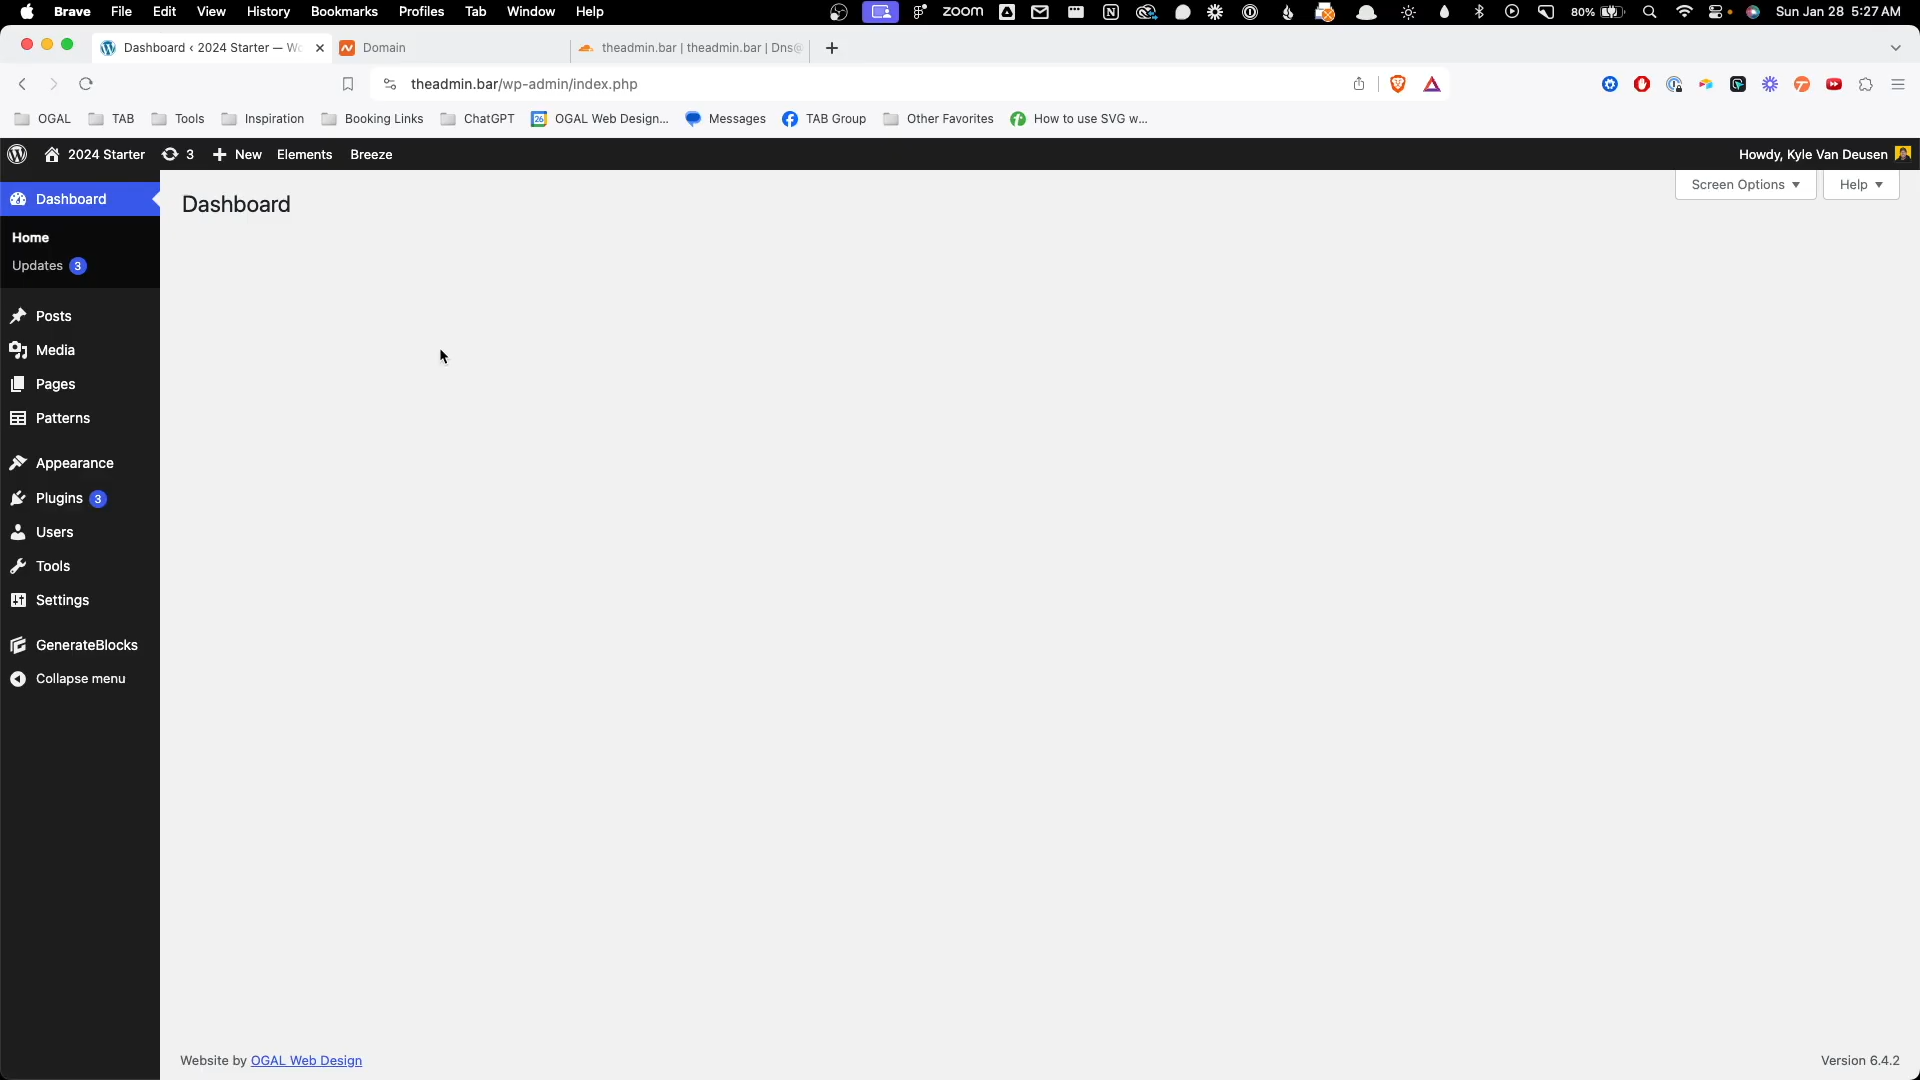 Brave File Edit View History Bookmarks Profiles Tab Window Help zoom 80% Sun Jan 28 5:27 AM
Dashboard ‹ 2024 Starter — Wo Domain theadmin.bar | theadmin.bar | Dns@
theadmin.bar/wp-admin/index.php
OGAL TAB Tools Inspiration Booking Links ChatGPT 26 OGAL Web Design... Messages TAB Group Other Favorites How to use SVG w...
2024 Starter 3 New Elements Breeze Howdy, Kyle Van Deusen
Screen Options Help
Dashboard
Dashboard
Home
Updates 3
Posts
Media
Pages
Patterns
Appearance
Plugins 3
Users
Tools
Settings
GenerateBlocks
Collapse menu
Website by OGAL Web Design Version 6.4.2